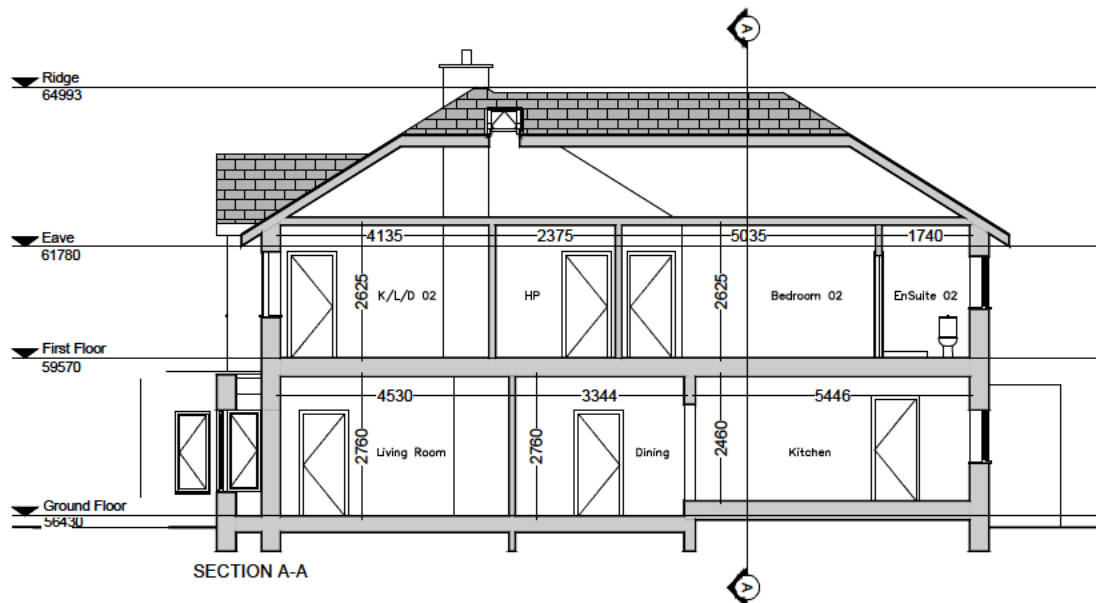 A
Ridge
64993
Eave
61780
4135 2375 5035 1740
2625 K/L/D 02 HP 2625 Bedroom 02 EnSuite 02
First Floor
59570
4530 3344 5446
2760 Living Room 2760 Dining 2460 Kitchen
Ground Floor
56430
SECTION A-A
A